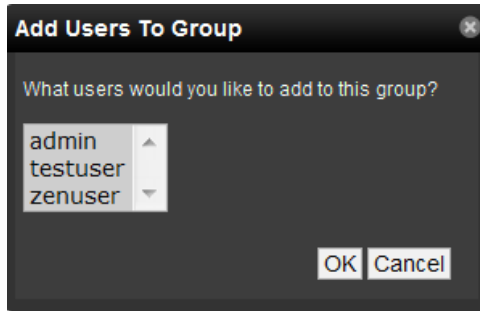 Add Users To Group
What users would you like to add to this group?
admin
testuser
zenuser
OK Cancel